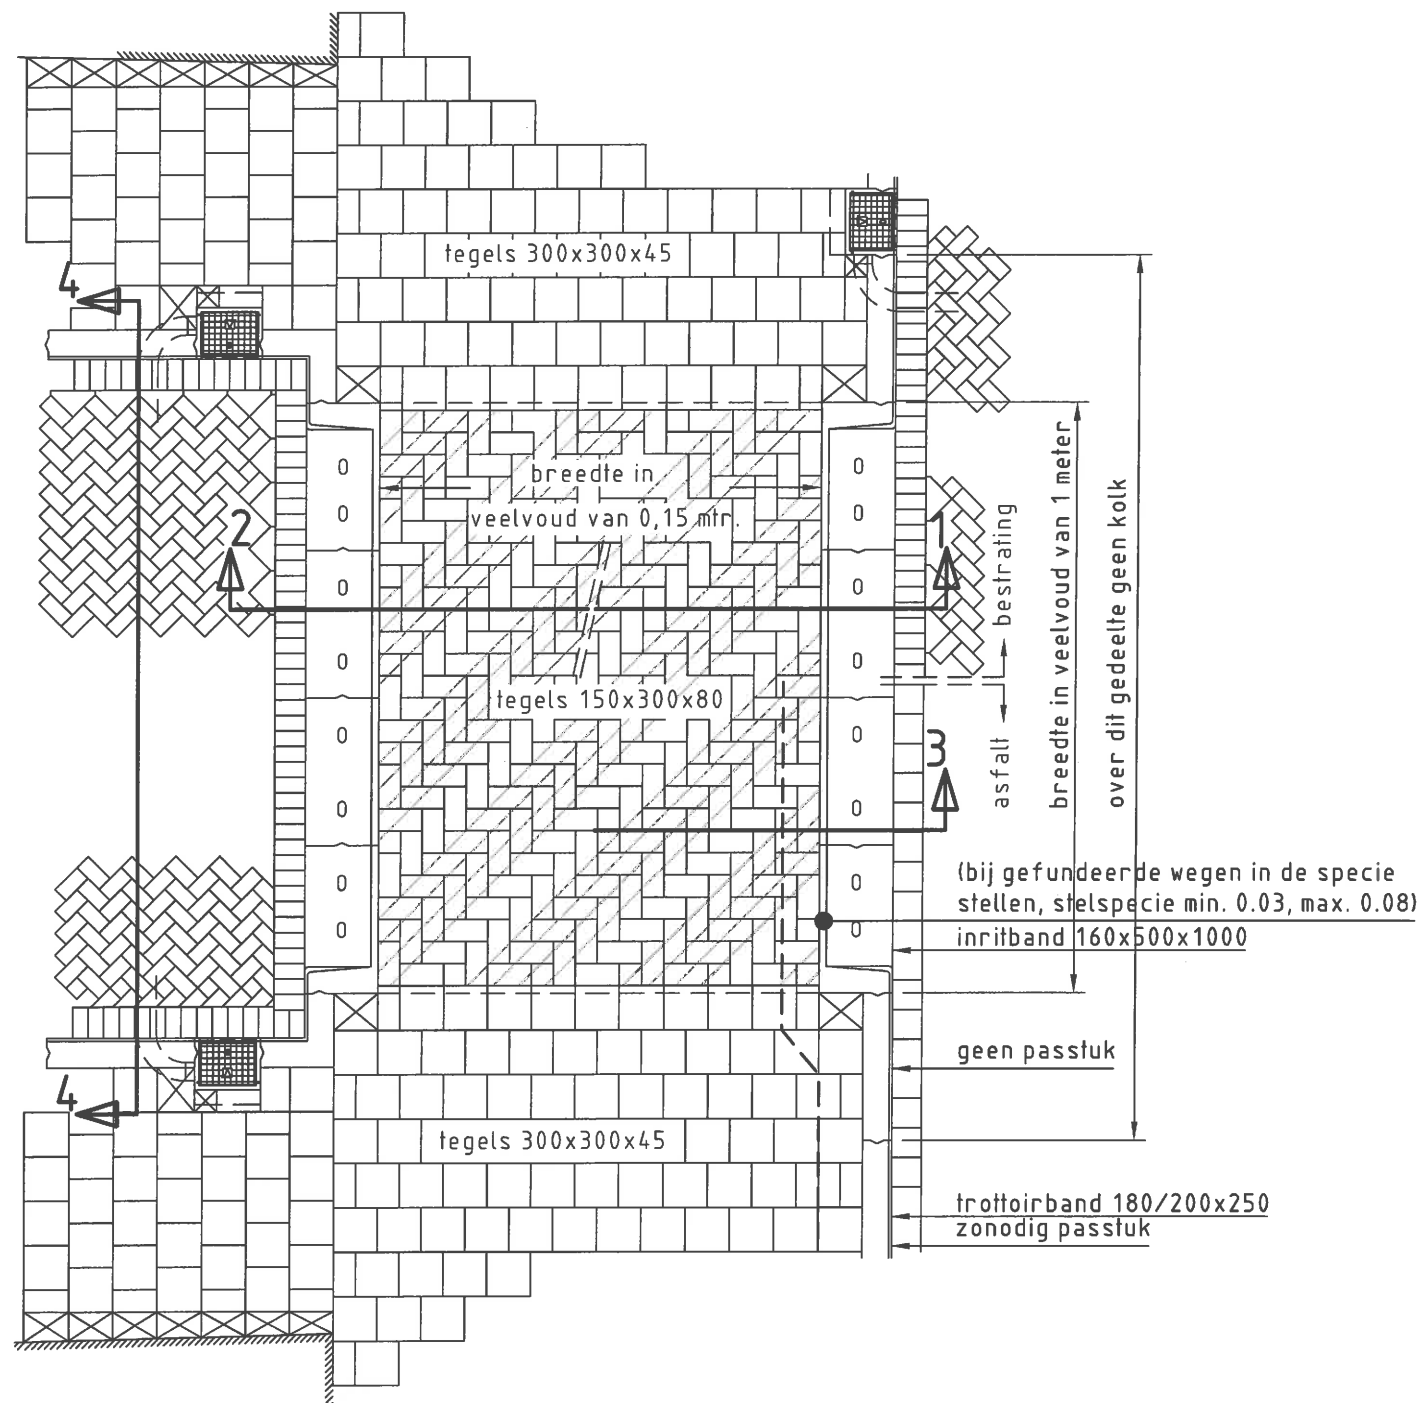 tegels 300x300x45
4
breedte in
veelvoud van 0,15 mtr.
2
1
bestrating
breedte in veelvoud van 1 meter
over dit gedeelte geen kolk
tegels 150x300x80
asfalt
3
(bij gefundeerde wegen in de specie
stellen, stelspecie min. 0.03, max. 0.08)
inritband 160x500x1000
geen passtuk
4
tegels 300x300x45
trottoirband 180/200x250
zonodig passtuk